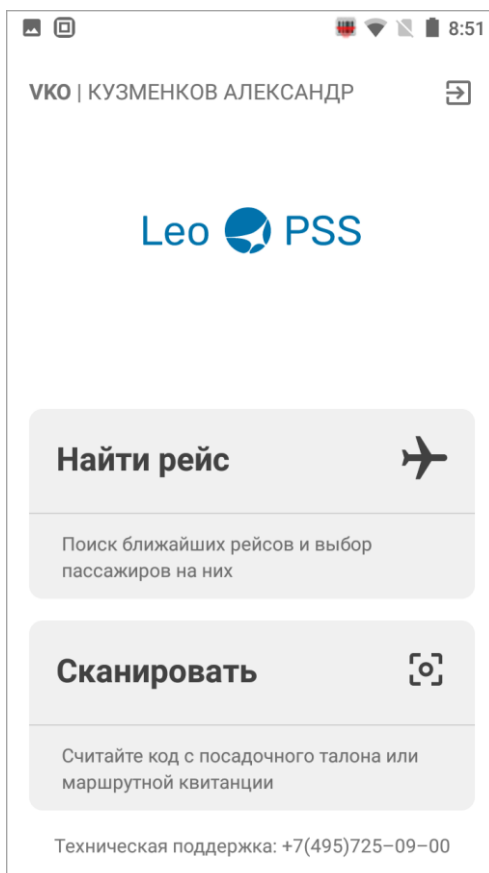 8:51
VKO | КУЗМЕНКОВ АЛЕКСАНДР
Leo PSS
Найти рейс
Поиск ближайших рейсов и выбор
пассажиров на них
Сканировать
Считайте код с посадочного талона или
маршрутной квитанции
Техническая поддержка: +7(495)725–09–00